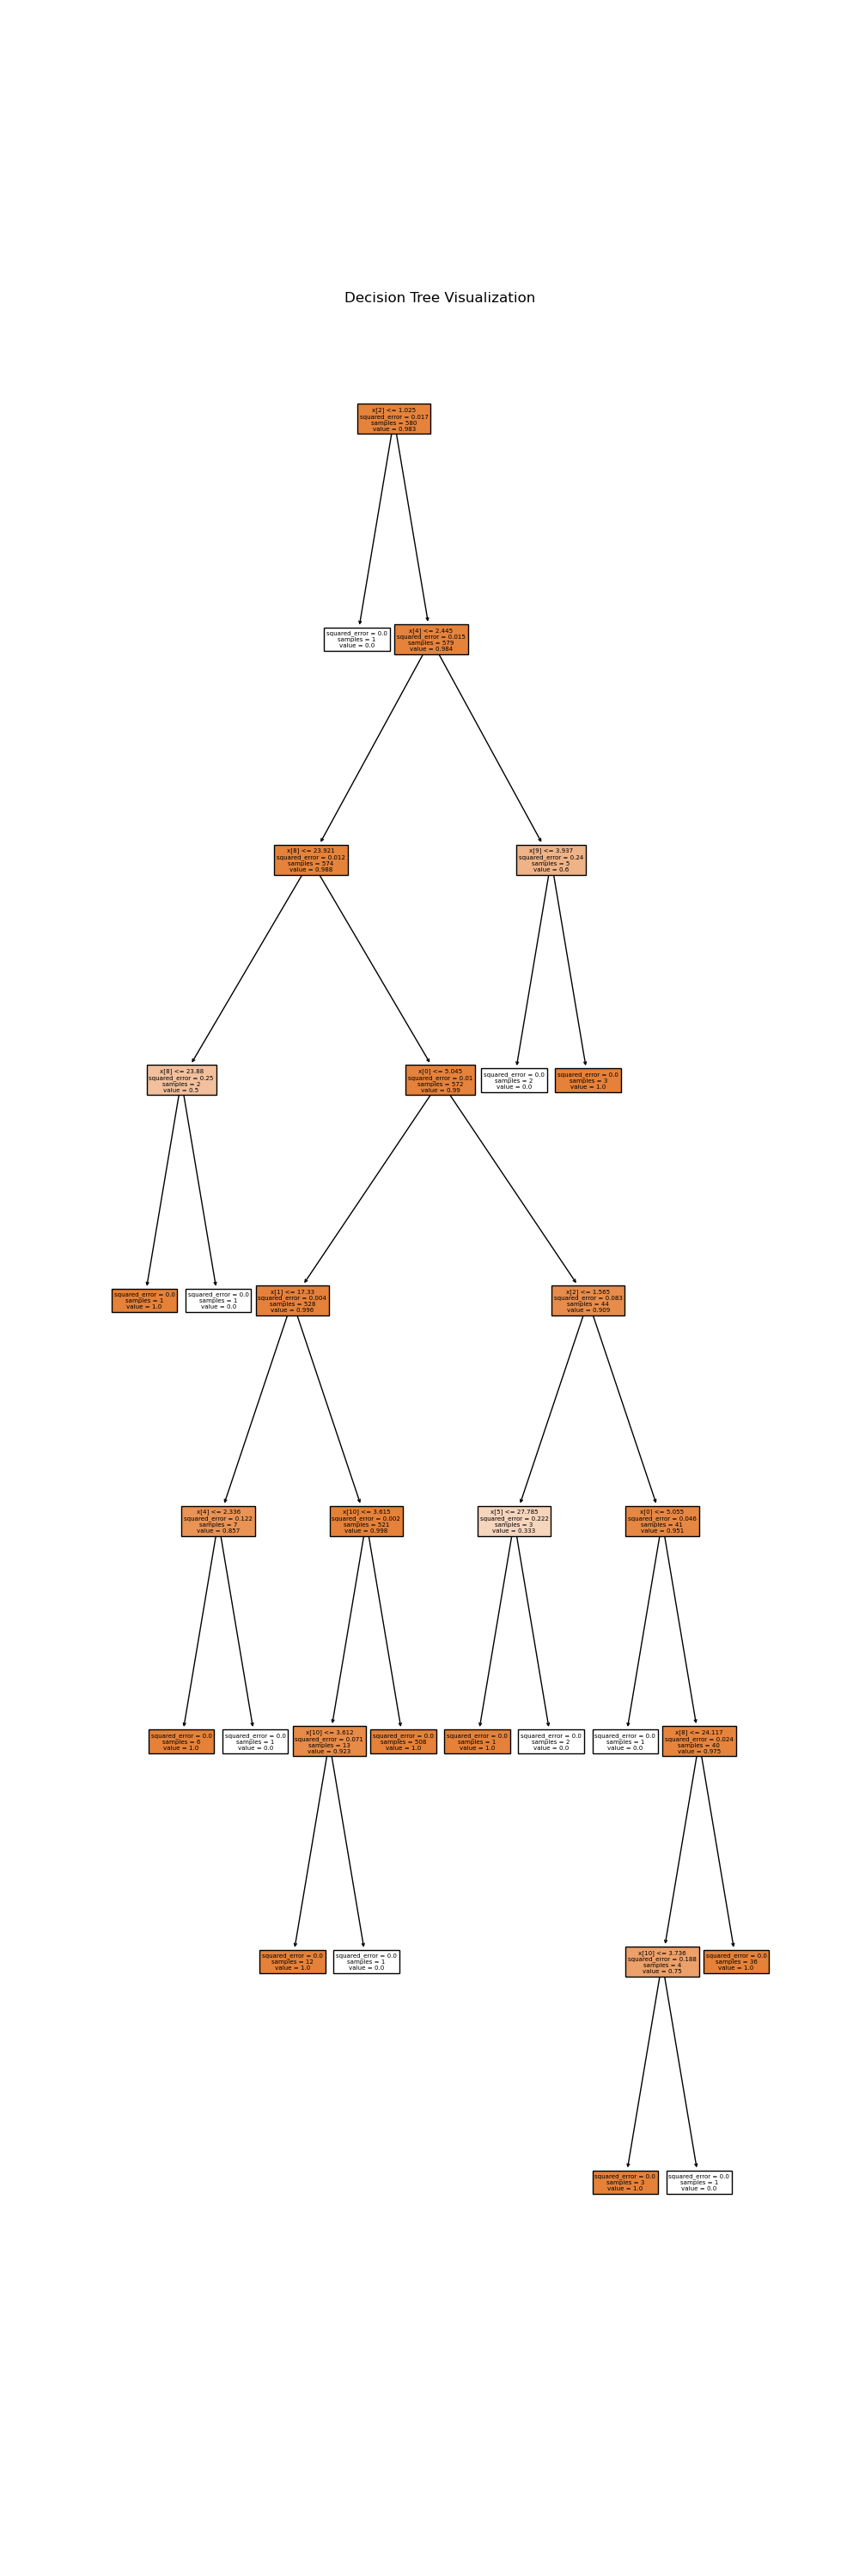 Decision Tree Visualization
x[2] <= 1.025
squared_error = 0.017
samples = 580
value = 0.983
squared_error = 0.0
samples = 1
value = 0.0
x[4] <= 2.445
squared_error = 0.015
samples = 579
value = 0.984
x[8] <= 23.921
squared_error = 0.012
samples = 574
value = 0.988
x[9] <= 3.937
squared_error = 0.24
samples = 5
value = 0.6
x[8] <= 23.88
squared_error = 0.25
samples = 2
value = 0.5
x[0] <= 5.045
squared_error = 0.01
samples = 572
value = 0.99
squared_error = 0.0
samples = 2
value = 0.0
squared_error = 0.0
samples = 3
value = 1.0
squared_error = 0.0
samples = 1
value = 1.0
squared_error = 0.0
samples = 1
value = 0.0
x[1] <= 17.33
squared_error = 0.004
samples = 528
value = 0.996
x[2] <= 1.565
squared_error = 0.083
samples = 44
value = 0.909
x[4] <= 2.336
squared_error = 0.122
samples = 7
value = 0.857
x[10] <= 3.615
squared_error = 0.002
samples = 521
value = 0.998
x[5] <= 27.785
squared_error = 0.222
samples = 3
value = 0.333
x[0] <= 5.055
squared_error = 0.046
samples = 41
value = 0.951
squared_error = 0.0
samples = 6
value = 1.0
squared_error = 0.0
samples = 1
value = 0.0
x[10] <= 3.612
squared_error = 0.071
samples = 13
value = 0.923
squared_error = 0.0
samples = 508
value = 1.0
squared_error = 0.0
samples = 1
value = 1.0
squared_error = 0.0
samples = 2
value = 0.0
squared_error = 0.0
samples = 1
value = 0.0
x[8] <= 24.117
squared_error = 0.024
samples = 40
value = 0.975
squared_error = 0.0
samples = 12
value = 1.0
squared_error = 0.0
samples = 1
value = 0.0
x[10] <= 3.736
squared_error = 0.188
samples = 4
value = 0.75
squared_error = 0.0
samples = 36
value = 1.0
squared_error = 0.0
samples = 3
value = 1.0
squared_error = 0.0
samples = 1
value = 0.0